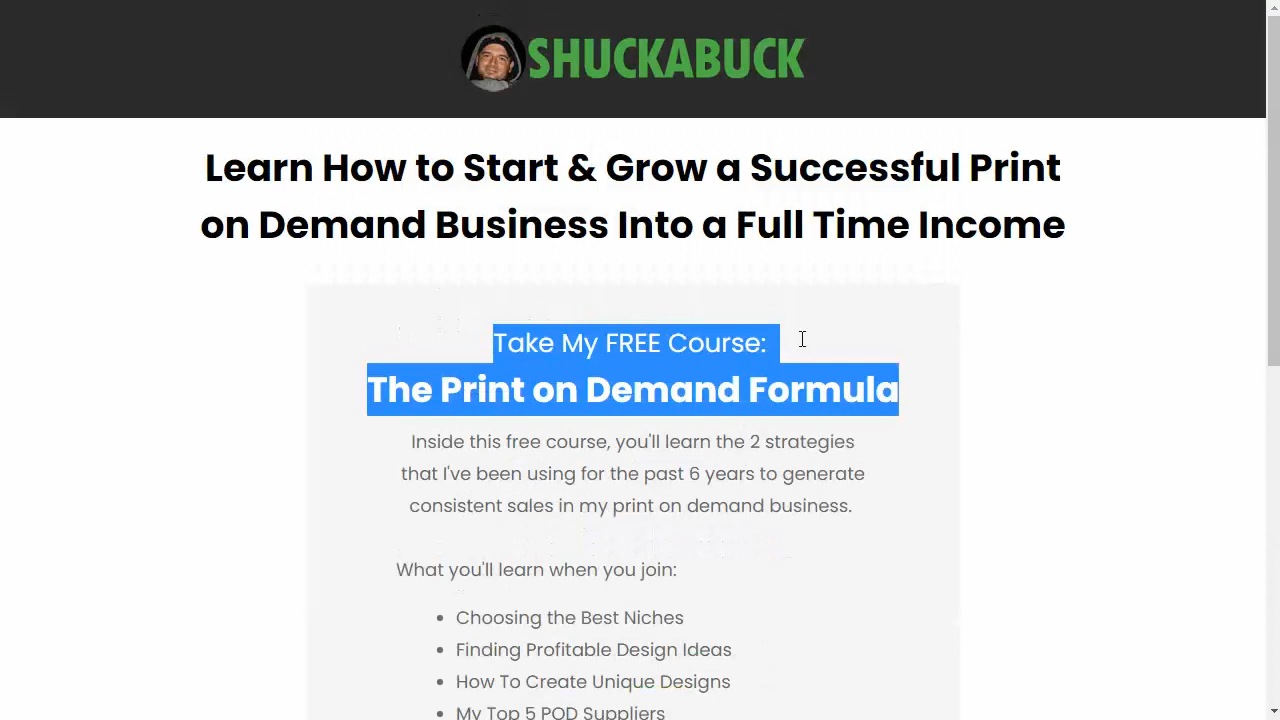 SHUCKABUCK
Learn How to Start & Grow a Successful Print
on Demand Business Into a Full Time Income
Take My FREE Course:
The Print on Demand Formula
Inside this free course, you'll learn the 2 strategies
that I've been using for the past 6 years to generate
consistent sales in my print on demand business.
What you'll learn when you join:
• Choosing the Best Niches
• Finding Profitable Design Ideas
• How To Create Unique Designs
• My Top 5 POD Suppliers